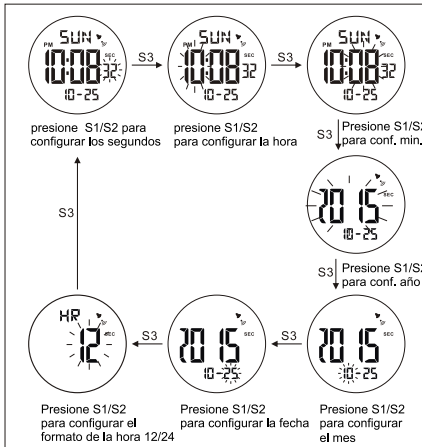 SUN
PM
SEC
10:08 32
10-25
S3
SUN
PM
SEC
10:08 32
10-25
S3
SUN
PM
SEC
10:08 32
10-25
presione S1/S2 para
configurar los segundos
presione S1/S2
para configurar la hora
S3
Presione S1/S2
para conf. min.
SEC
2015
10-25
S3
Presione S1/S2
para conf. año
S3
HR
SEC
12
S3
SEC
2015
10-25
S3
SEC
2015
10-25
Presione S1/S2
para configurar el
formato de la hora 12/24
Presione S1/S2
para configurar la fecha
Presione S1/S2
para configurar
el mes